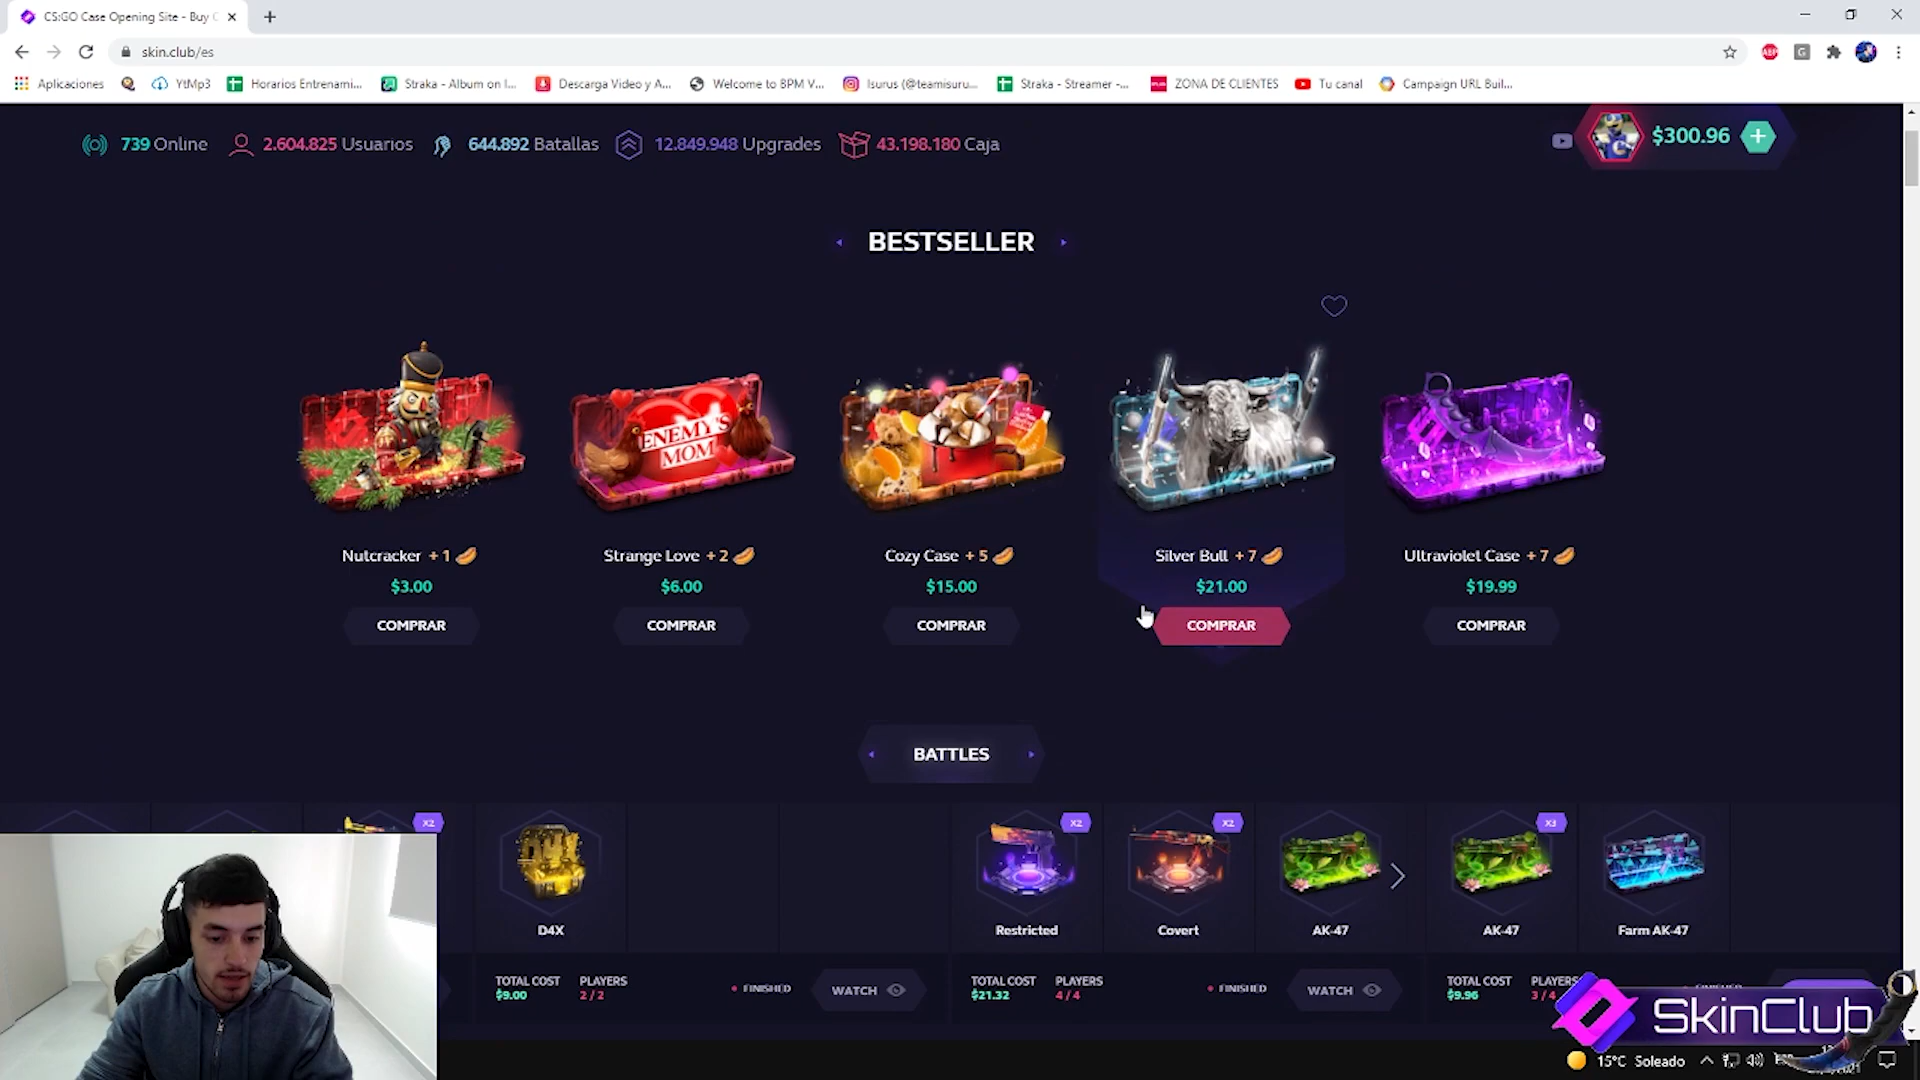 CS:GO Case Opening Site - Buy C
skin.club/es
ABP
G
Aplicaciones
YtMp3
Horarios Entrenami...
Straka - Album on I...
Descarga Video y A...
Welcome to BPM V...
Isurus (@teamisuru...
Straka - Streamer -...
ZONA DE CLIENTES
Tu canal
Campaign URL Buil...
739 Online
2.604.825 Usuarios
644.892 Batallas
12.849.948 Upgrades
43.198.180 Caja
$300.96
BESTSELLER
ENEMY'S
MOM
Nutcracker + 1
$3.00
COMPRAR
Strange Love + 2
$6.00
COMPRAR
Cozy Case + 5
$15.00
COMPRAR
Silver Bull + 7
$21.00
COMPRAR
Ultraviolet Case + 7
$19.99
COMPRAR
BATTLES
X2
D4X
X2
Restricted
X2
Covert
AK-47
X3
AK-47
Farm AK-47
TOTAL COST
$9.00
PLAYERS
2 / 2
FINISHED
WATCH
TOTAL COST
$21.32
PLAYERS
4 / 4
FINISHED
WATCH
TOTAL COST
$9.96
PLAYERS
3 / 4
SkinClub
15°C Soleado